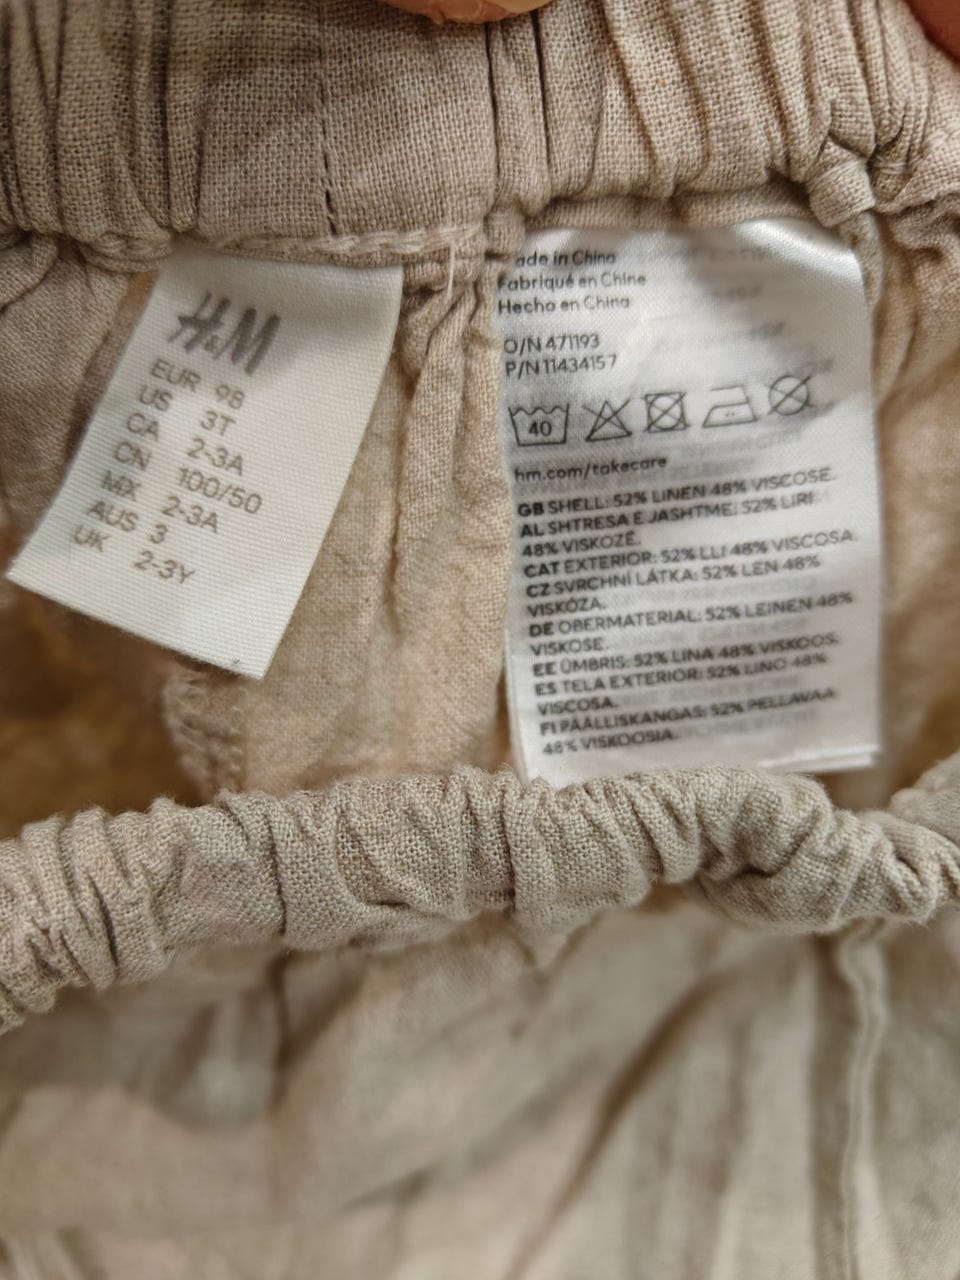 H&M
EUR 98
US 3T
CA 2-3A
CN 100/50
MX 2-3A
AUS 3
UK 2-3Y
ade in China
Fabriqué en Chine
Hecho en China
O/N 471193
P/N 11434157
40
hm.com/takecare
GB SHELL: 52% LINEN 48% VISCOSE.
AL SHTRESA E JASHTME: 52% LIRI
48% VISKOZË.
CAT EXTERIOR: 52% LLI 48% VISCOSA.
CZ SVRCHNÍ LÁTKA: 52% LEN 48%
VISKÓZA.
DE OBERMATERIAL: 52% LEINEN 48%
VISKOSE.
EE ÜMBRIS: 52% LINA 48% VISKOOS.
ES TELA EXTERIOR: 52% LINO 48%
VISCOSA.
FI PÄÄLLISKANGAS: 52% PELLAVAA
48% VISKOOSIA.